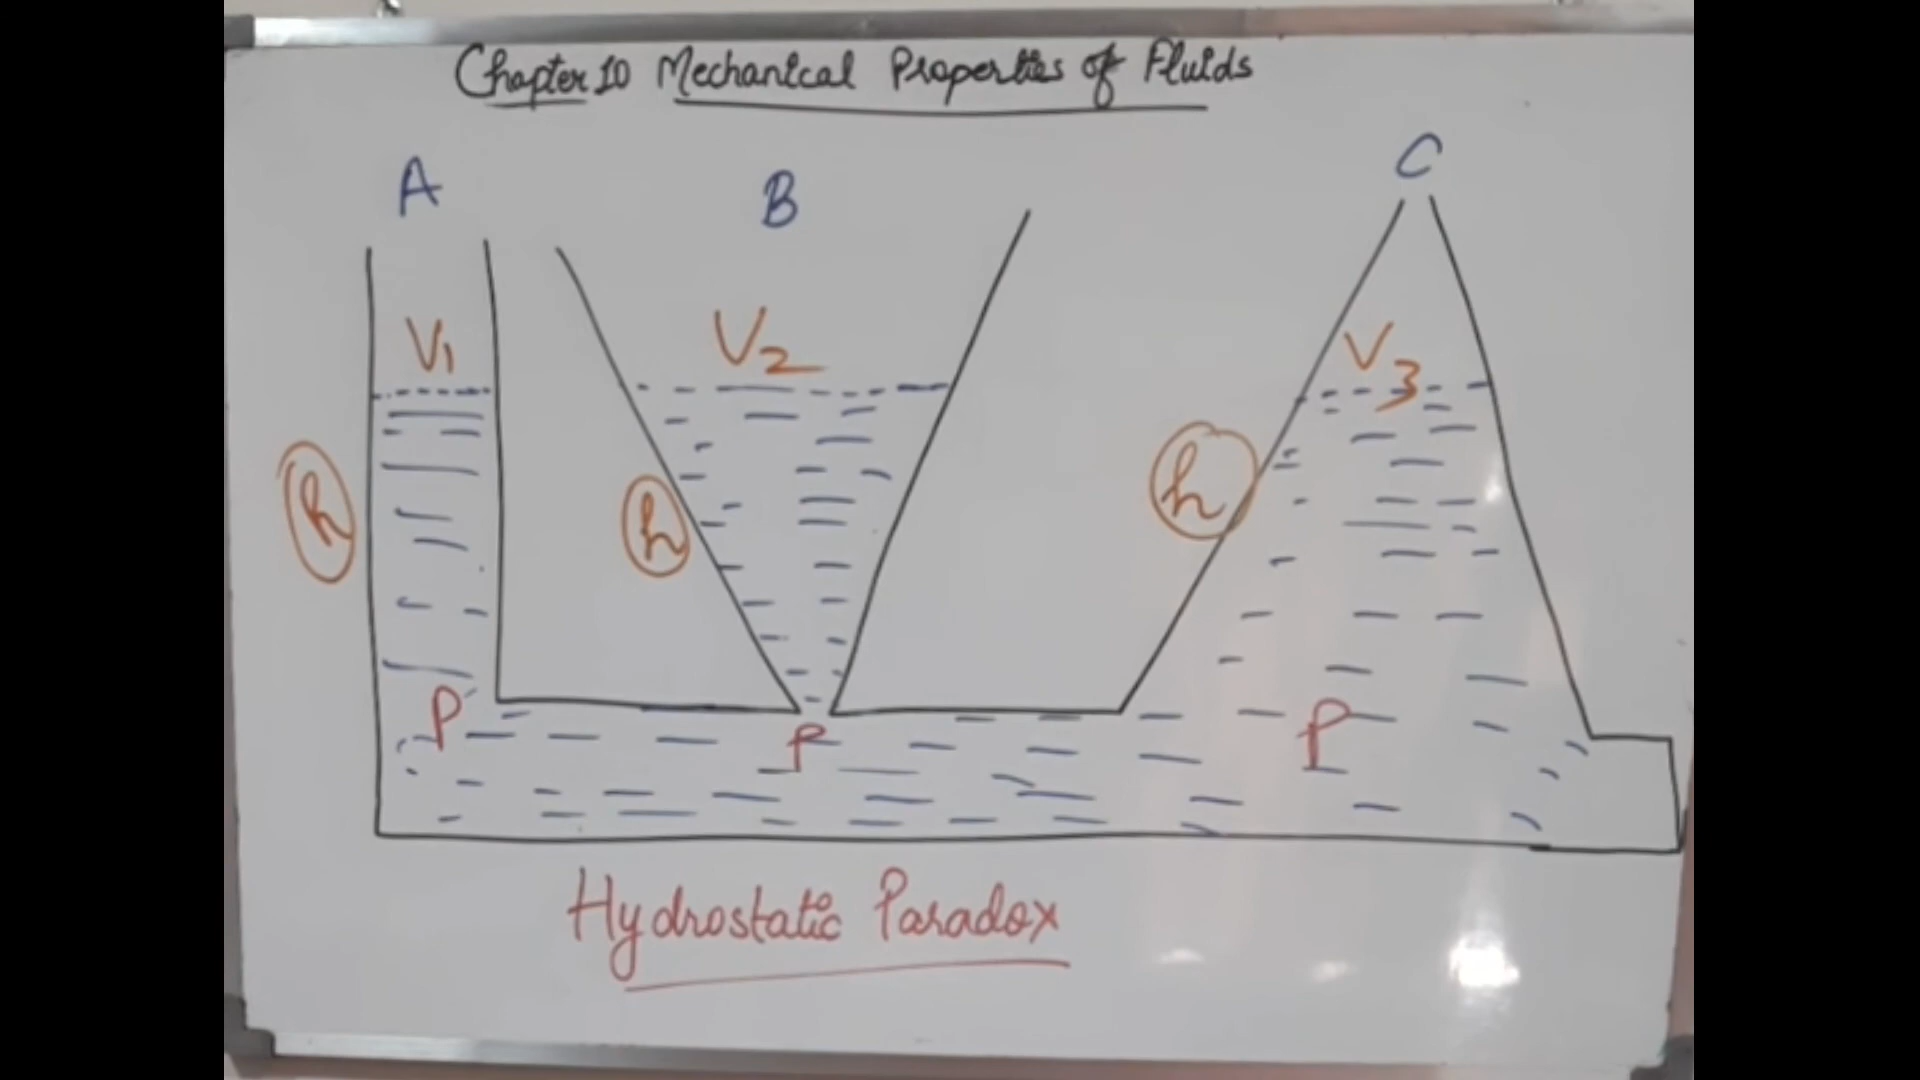 Chapter 10 Mechanical Properties of Fluids
A B C
V1 V2 V3
h h h
P P P
Hydrostatic Paradox